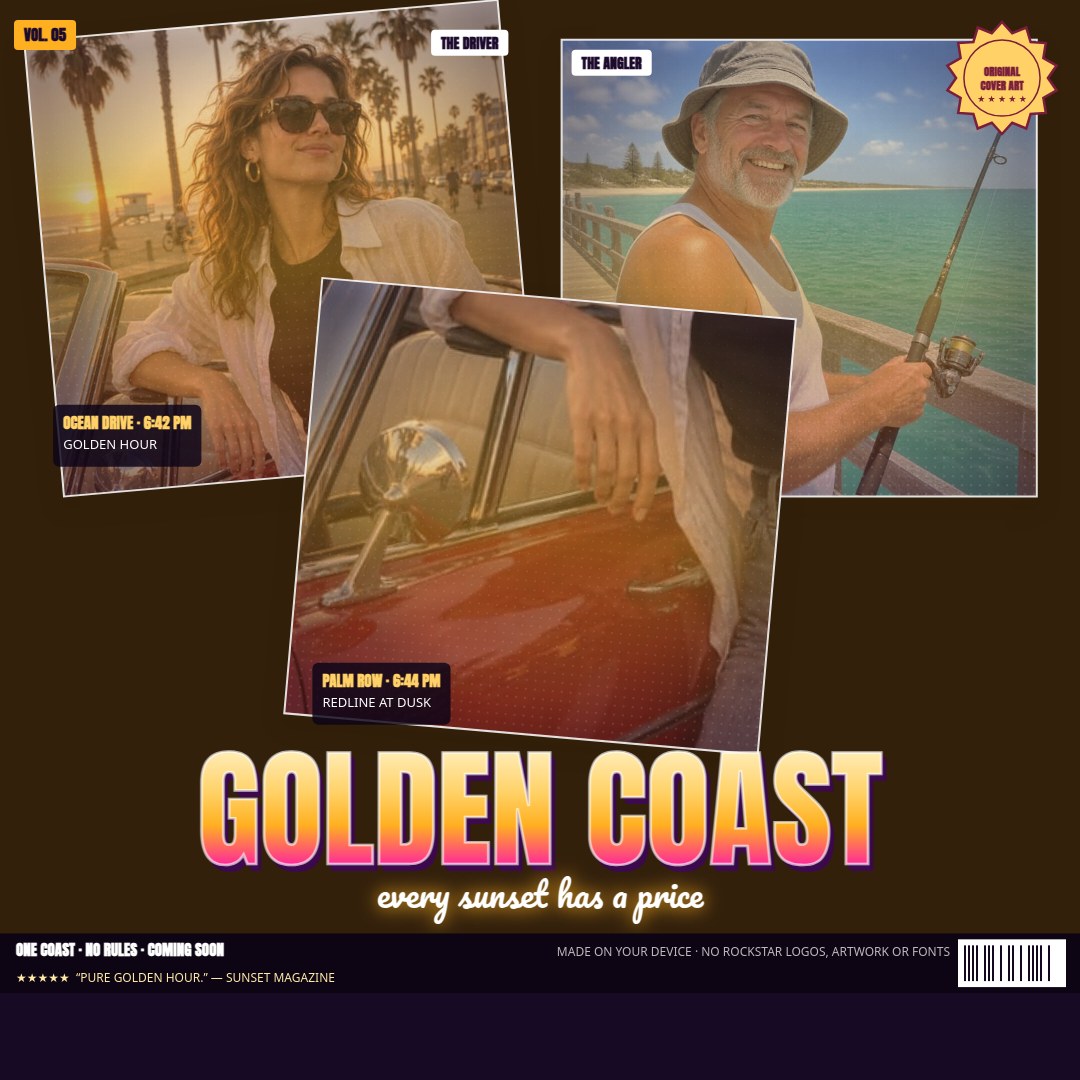 VOL. 05
THE DRIVER
THE ANGLER
ORIGINAL
COVER ART
★★★★★
OCEAN DRIVE · 6:42 PM
GOLDEN HOUR
PALM ROW · 6:44 PM
REDLINE AT DUSK
GOLDEN COAST
every sunset has a price
ONE COAST · NO RULES · COMING SOON
★★★★★ “PURE GOLDEN HOUR.” — SUNSET MAGAZINE
MADE ON YOUR DEVICE · NO ROCKSTAR LOGOS, ARTWORK OR FONTS